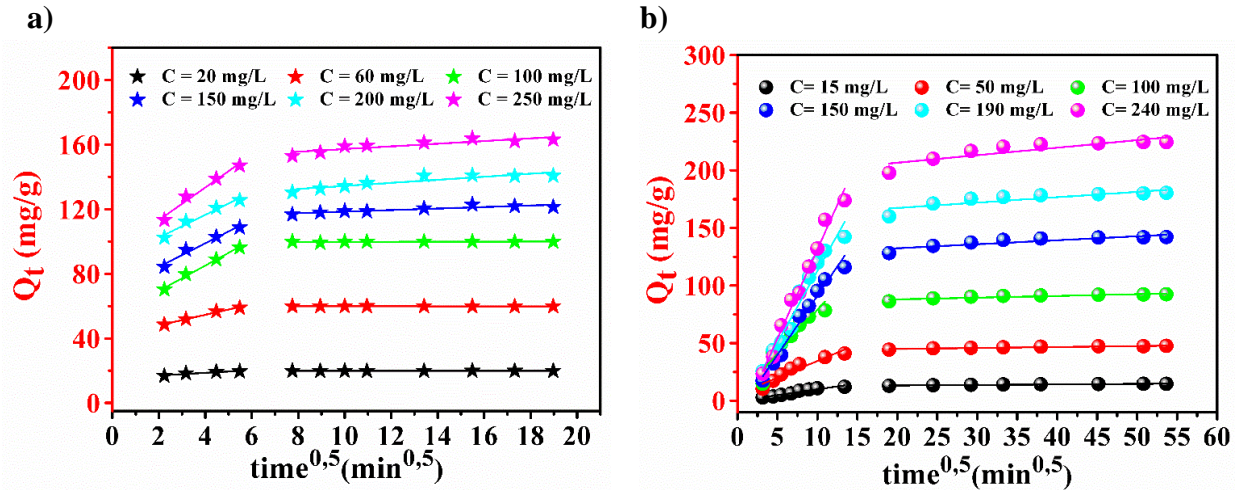 a)
220
200
160
120
80
40
0
Qt (mg/g)
C = 20 mg/L C = 60 mg/L C = 100 mg/L
C = 150 mg/L C = 200 mg/L C = 250 mg/L
0 2 4 6 8 10 12 14 16 18 20
time0,5(min0,5)
b)
300
250
200
150
100
50
0
Qt (mg/g)
C= 15 mg/L C= 50 mg/L C= 100 mg/L
C= 150 mg/L C= 190 mg/L C= 240 mg/L
0 5 10 15 20 25 30 35 40 45 50 55 60
time0,5(min0,5)